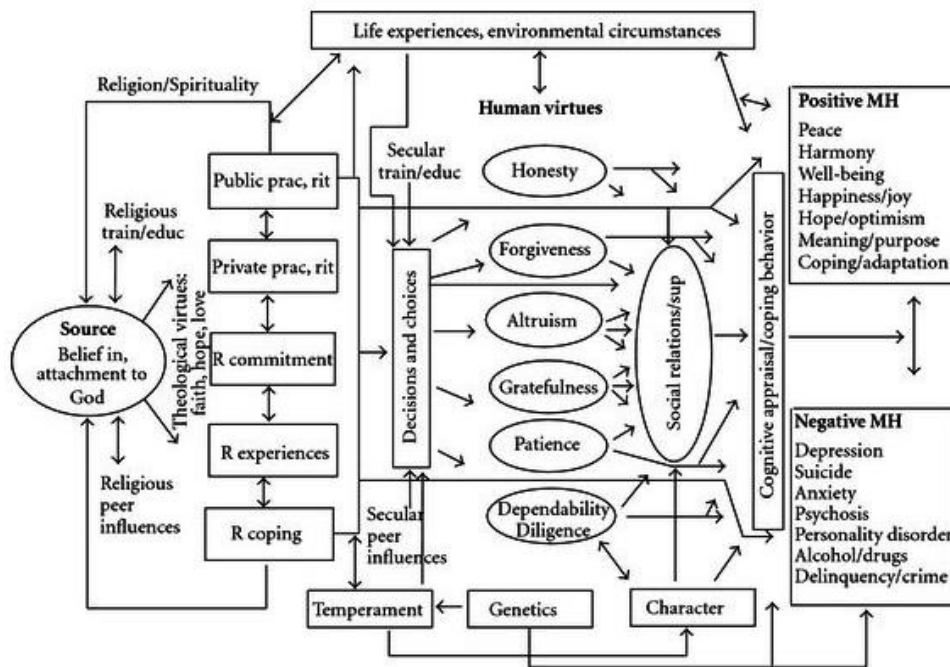 Life experiences, environmental circumstances
Religion/Spirituality
Human virtues
Positive MH
Peace
Harmony
Well-being
Happiness/joy
Hope/optimism
Meaning/purpose
Coping/adaptation
Secular
train/educ
Honesty
Public prac, rit
Religious
train/educ
Forgiveness
Private prac, rit
Source
Belief in,
attachment to
God
Theological virtues:
faith, hope, love
Altruism
R commitment
Decisions and choices
Social relations/sup
Cognitive appraisal/coping behavior
Gratefulness
Negative MH
Depression
Suicide
Anxiety
Psychosis
Personality disorder
Alcohol/drugs
Delinquency/crime
Patience
R experiences
Religious
peer
influences
Dependability
Diligence
R coping
Secular
peer
influences
Temperament
Genetics
Character